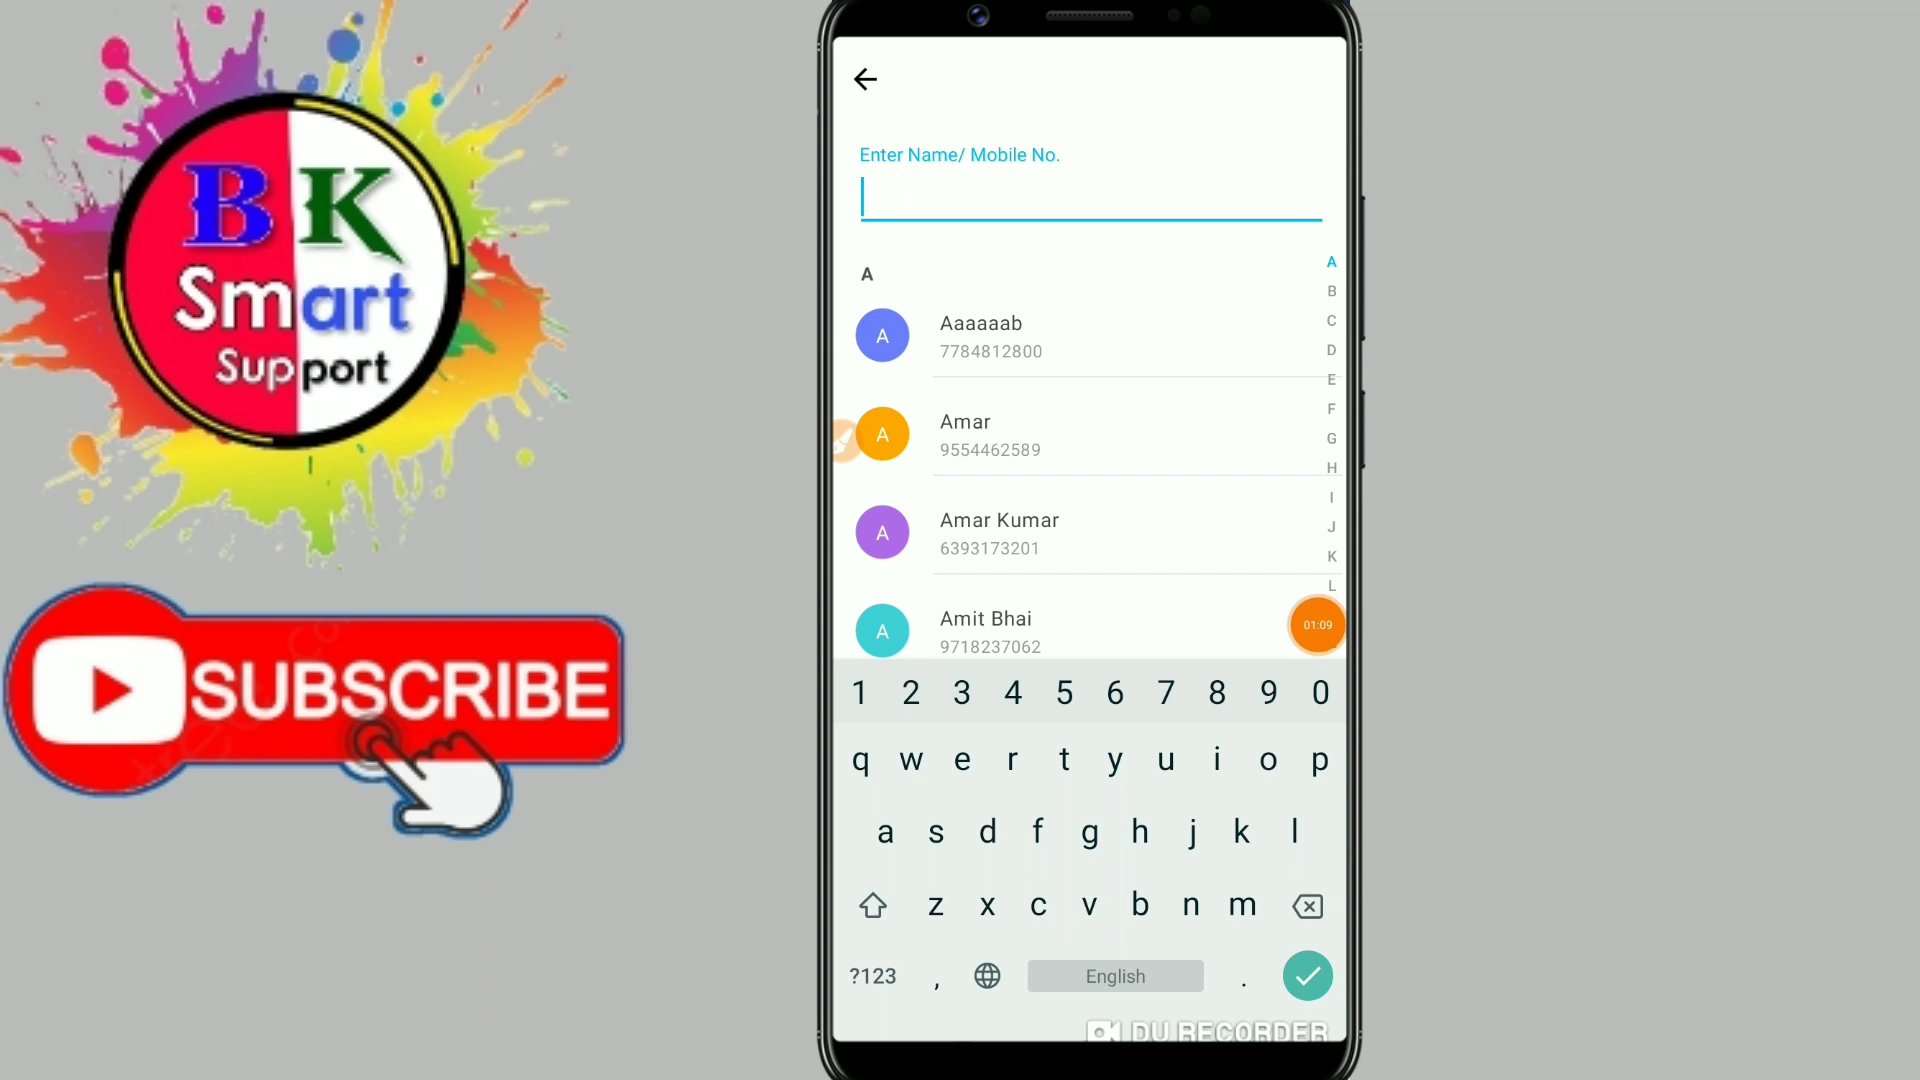 B K
Smart
Support
SUBSCRIBE
Enter Name/ Mobile No.
A
A
Aaaaaab
7784812800
A
Amar
9554462589
A
Amar Kumar
6393173201
A
Amit Bhai
9718237062
A
B
C
D
E
F
G
H
I
J
K
L
01:09
1 2 3 4 5 6 7 8 9 0
q w e r t y u i o p
a s d f g h j k l
z x c v b n m
?123 , English .
DU RECORDER